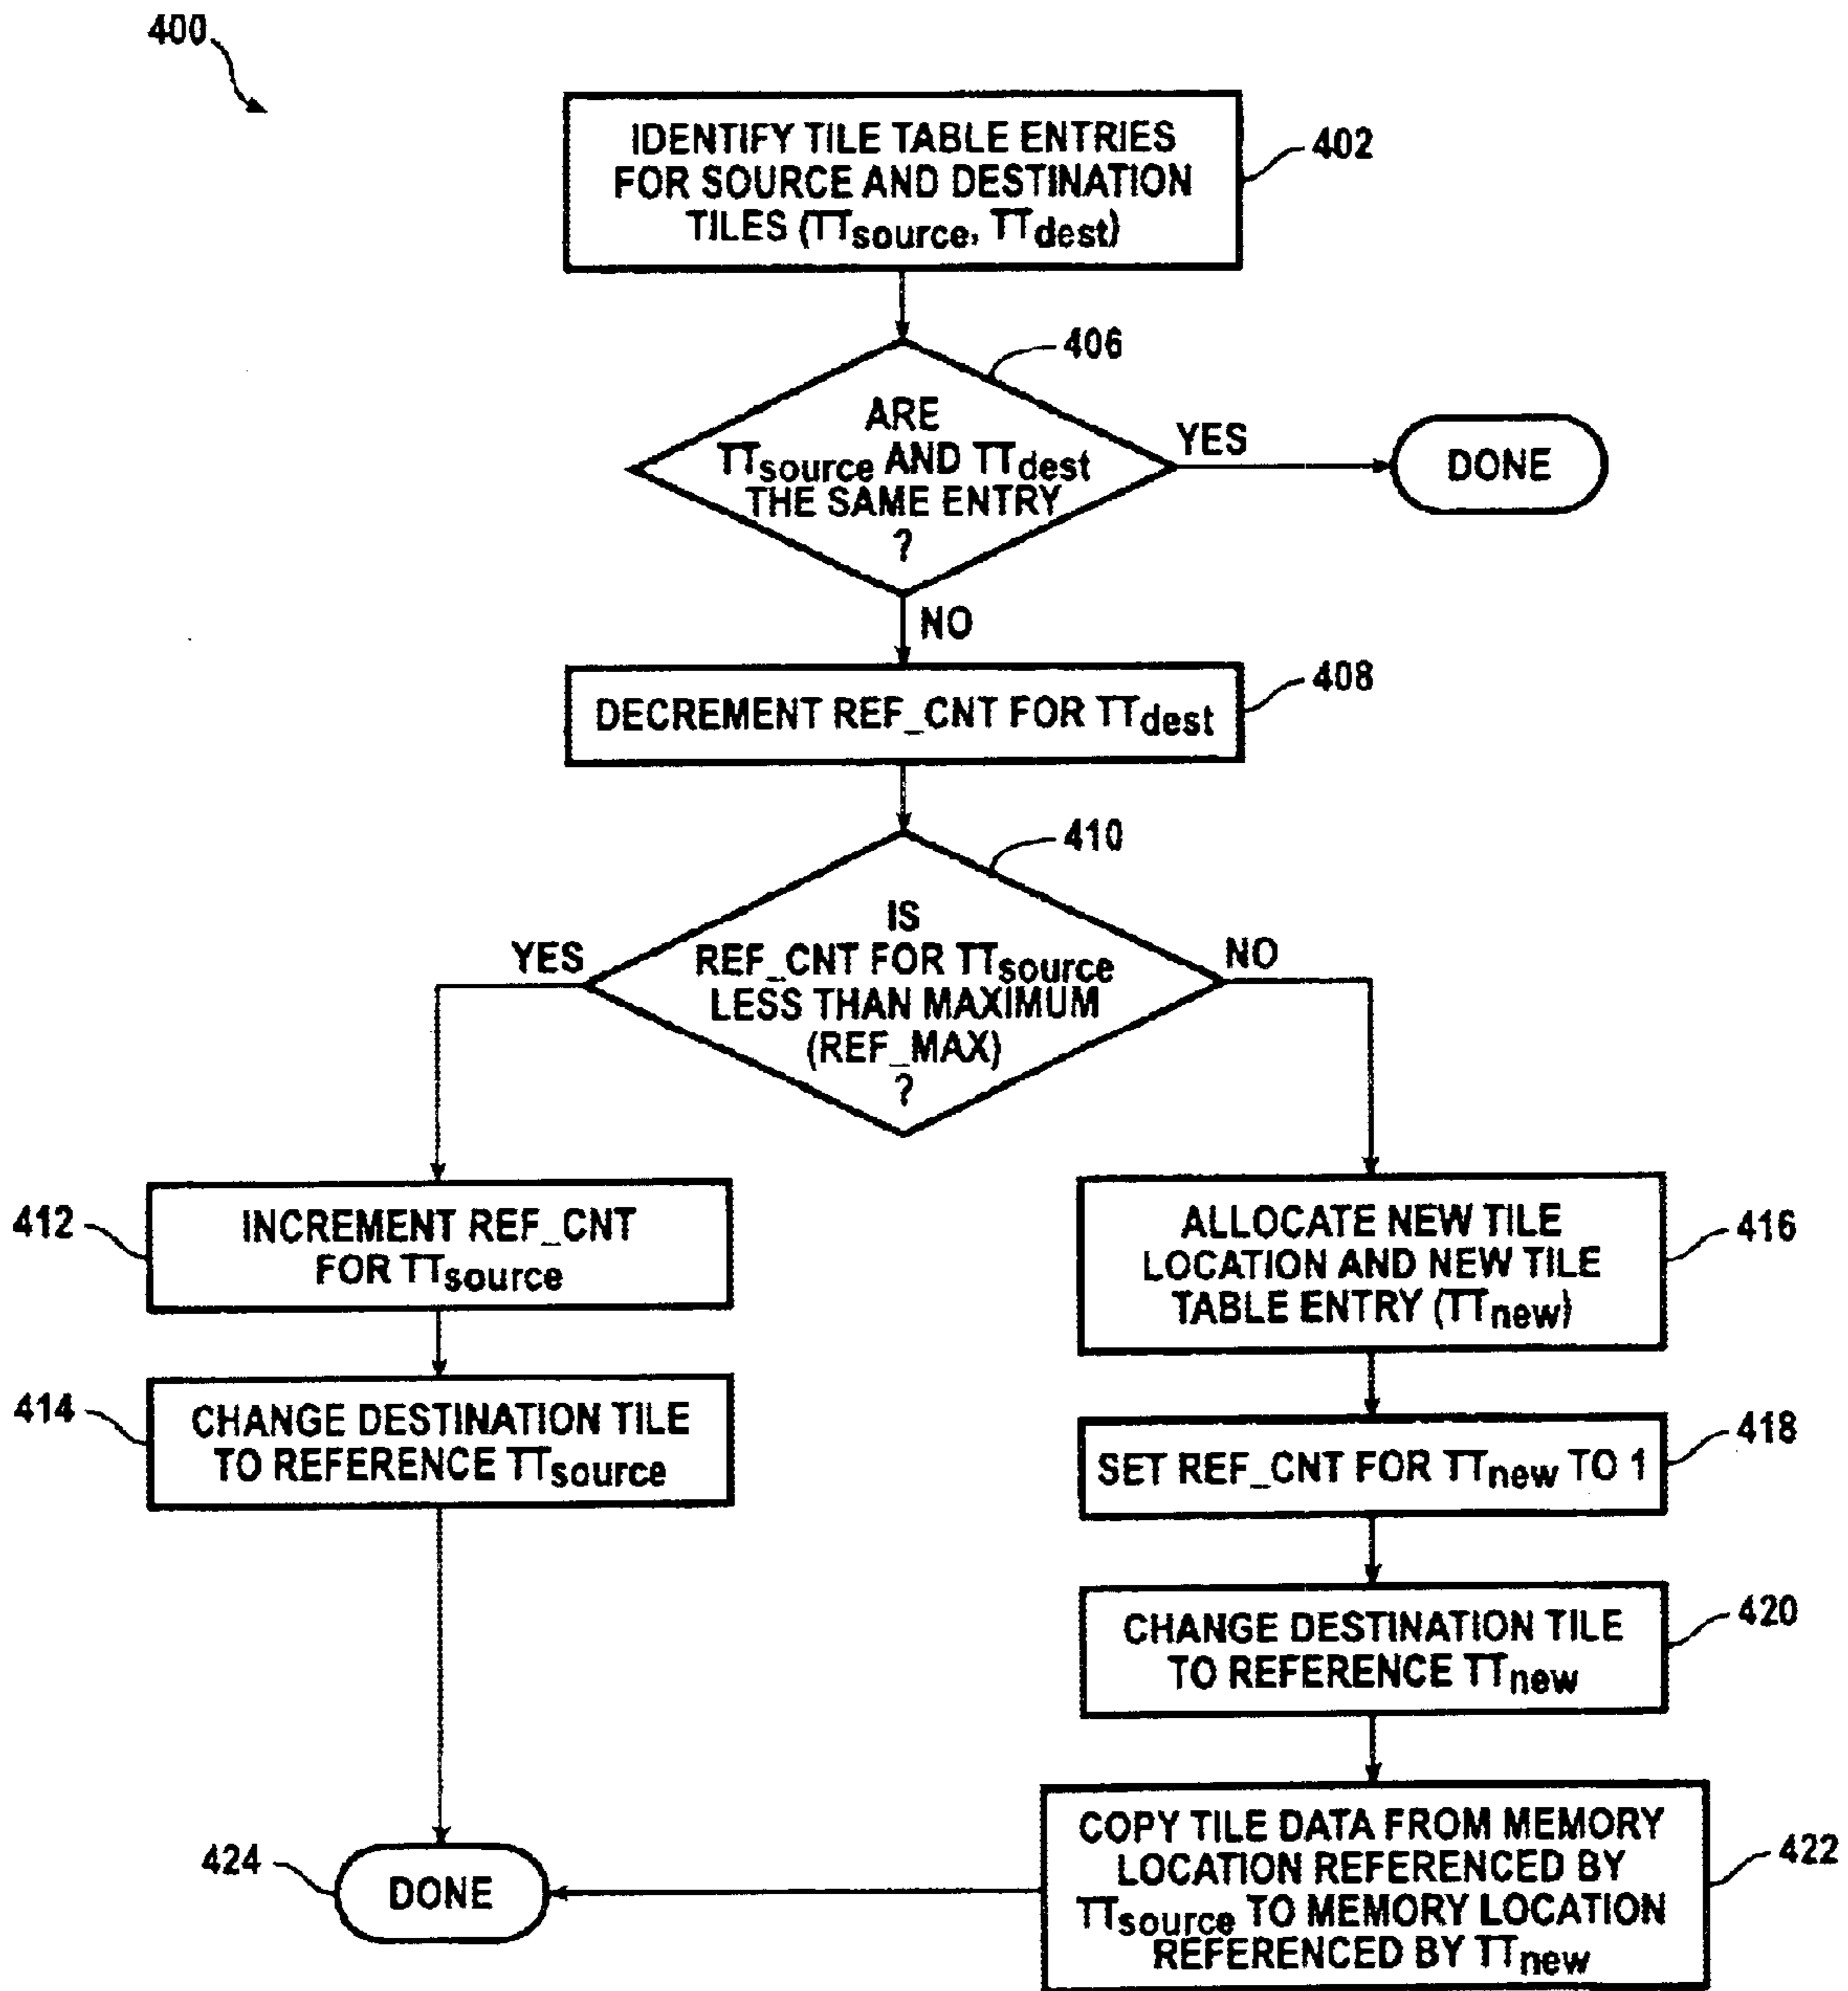 400
IDENTIFY TILE TABLE ENTRIES
FOR SOURCE AND DESTINATION
TILES (TTsource, TTdest)
402
406
ARE
TTsource AND TTdest
THE SAME ENTRY
?
YES
DONE
NO
DECREMENT REF_CNT FOR TTdest
408
410
IS
REF_CNT FOR TTsource
LESS THAN MAXIMUM
(REF_MAX)
?
YES
NO
412
INCREMENT REF_CNT
FOR TTsource
414
CHANGE DESTINATION TILE
TO REFERENCE TTsource
ALLOCATE NEW TILE
LOCATION AND NEW TILE
TABLE ENTRY (TTnew)
416
SET REF_CNT FOR TTnew TO 1
418
CHANGE DESTINATION TILE
TO REFERENCE TTnew
420
COPY TILE DATA FROM MEMORY
LOCATION REFERENCED BY
TTsource TO MEMORY LOCATION
REFERENCED BY TTnew
422
424
DONE